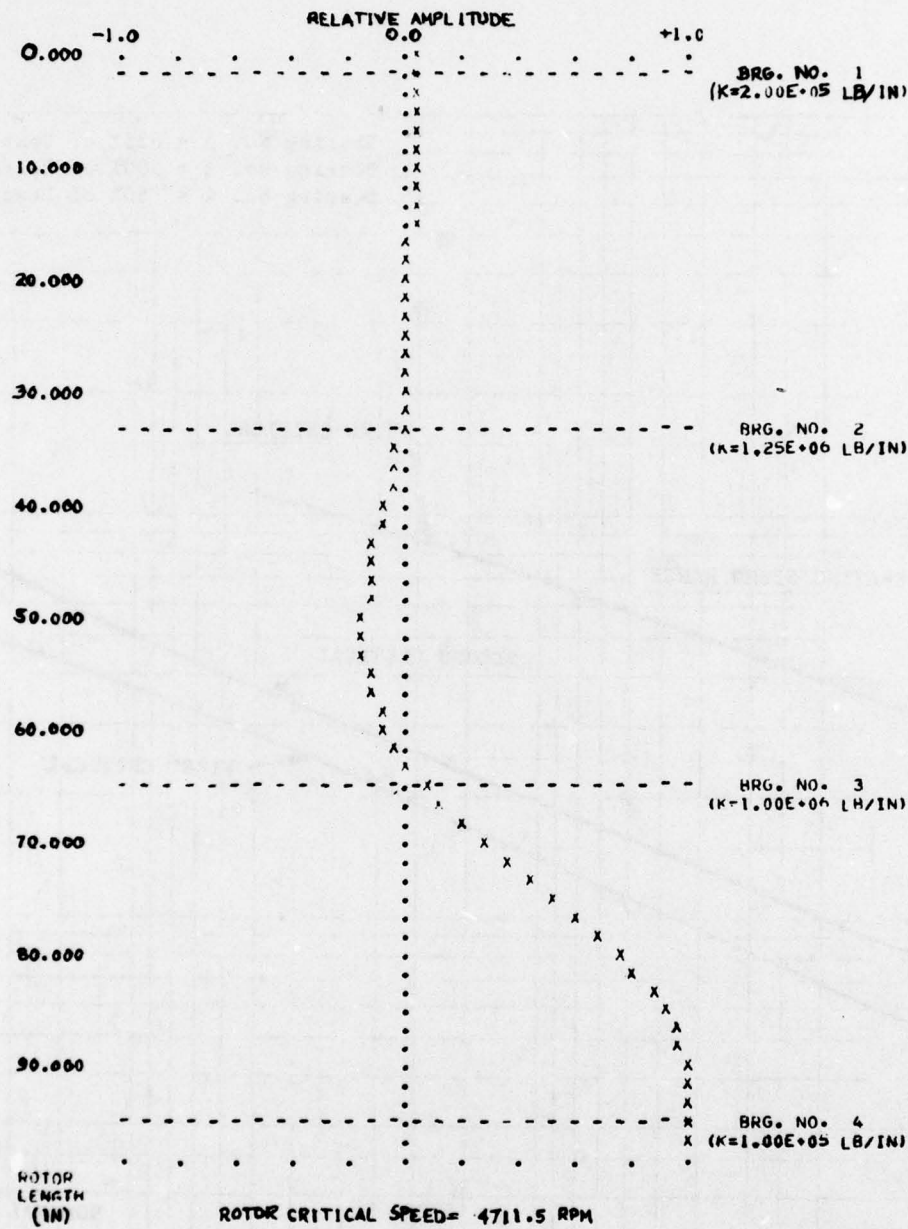 RELATIVE AMPLITUDE
-1.0 0.0 +1.0
0.000
BRG. NO. 1
(K=2.00E+05 LB/IN)
10.000
20.000
30.000
BRG. NO. 2
(K=1.25E+06 LB/IN)
40.000
50.000
60.000
BRG. NO. 3
(K=1.00E+06 LB/IN)
70.000
80.000
90.000
BRG. NO. 4
(K=1.00E+05 LB/IN)
ROTOR
LENGTH
(IN)
ROTOR CRITICAL SPEED= 4711.5 RPM